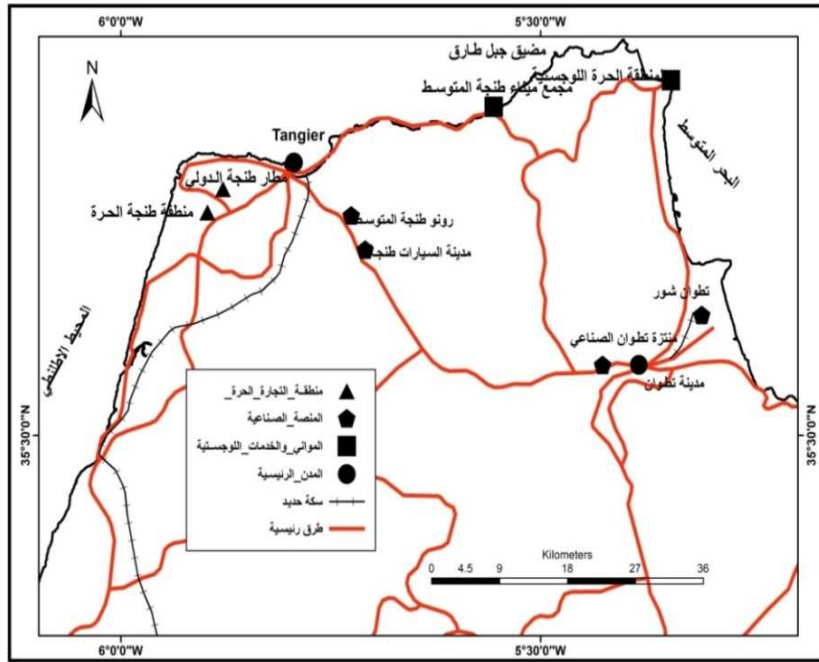 6°0'0"W
5°30'0"W
N
مضيق جبل طارق
المنطقة الحرة اللوجستية
مجمع ميناء طنجة المتوسط
Tangier
البحر المتوسط
مطار طنجة الدولي
منطقة طنجة الحرة
رونو طنجة المتوسط
مدينة السيارات طنجة
تطوان شور
المحيط الاطلنطي
منتزة تطوان الصناعي
مدينة تطوان
منطقة_التجارة_الحرة_
المنصة_الصناعية
المواني_والخدمات_اللوجستية
المدن_الرئيسية
سكة حديد
طرق رئيسية
35°30'0"N
35°30'0"N
Kilometers
0 4.5 9 18 27 36
6°0'0"W
5°30'0"W